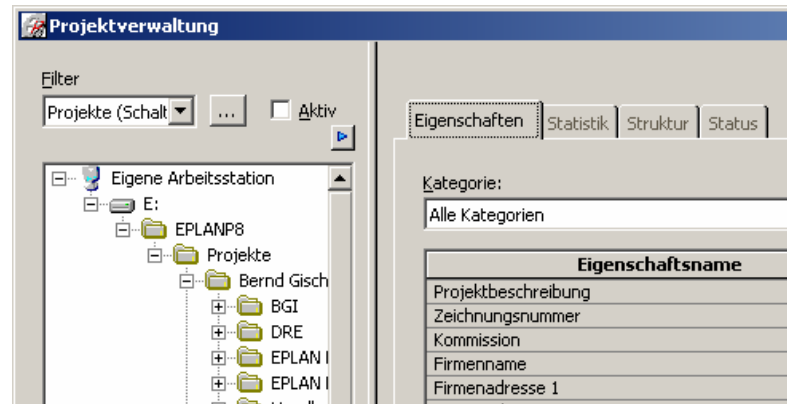 Projektverwaltung
Filter
Projekte (Schalt
...
Aktiv
Eigenschaften Statistik Struktur Status
Eigene Arbeitsstation
E:
EPLANP8
Projekte
Bernd Gisch
BGI
DRE
EPLAN
EPLAN
Kategorie:
Alle Kategorien
Eigenschaftsname
Projektbeschreibung
Zeichnungsnummer
Kommission
Firmenname
Firmenadresse 1